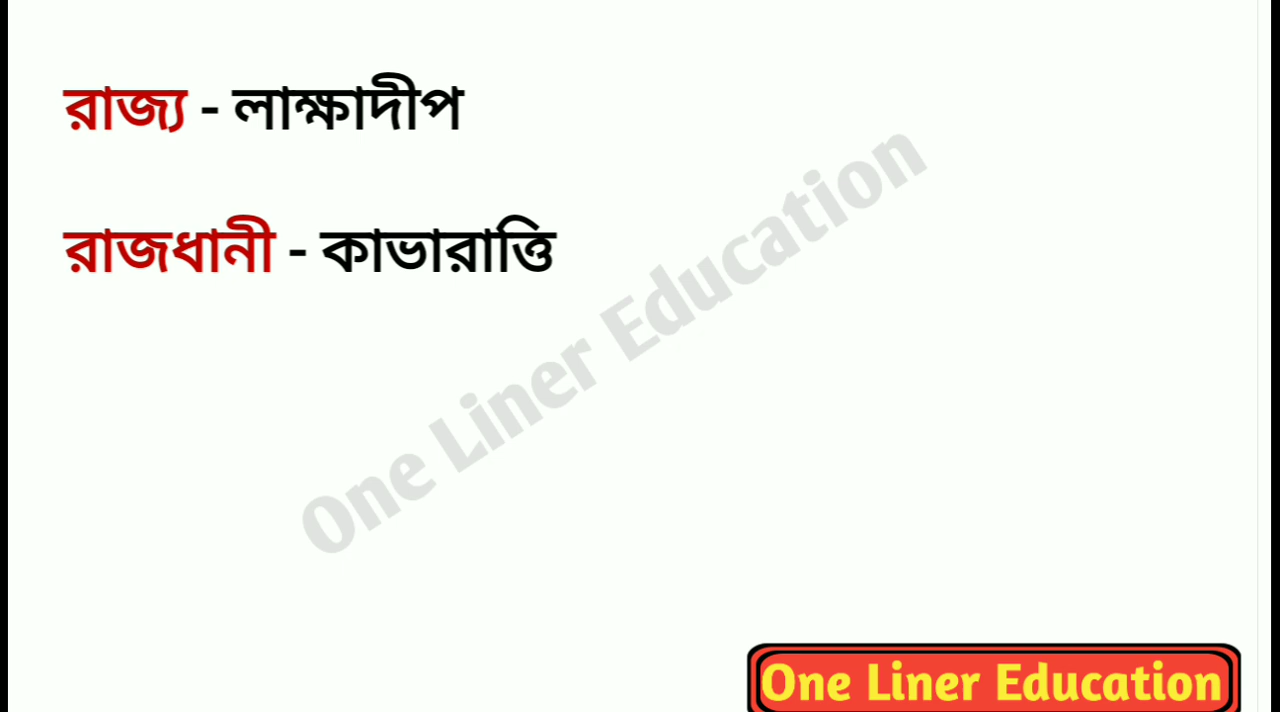 রাজ্য - লাক্ষাদীপ
রাজধানী - কাভারাত্তি
One Liner Education
One Liner Education